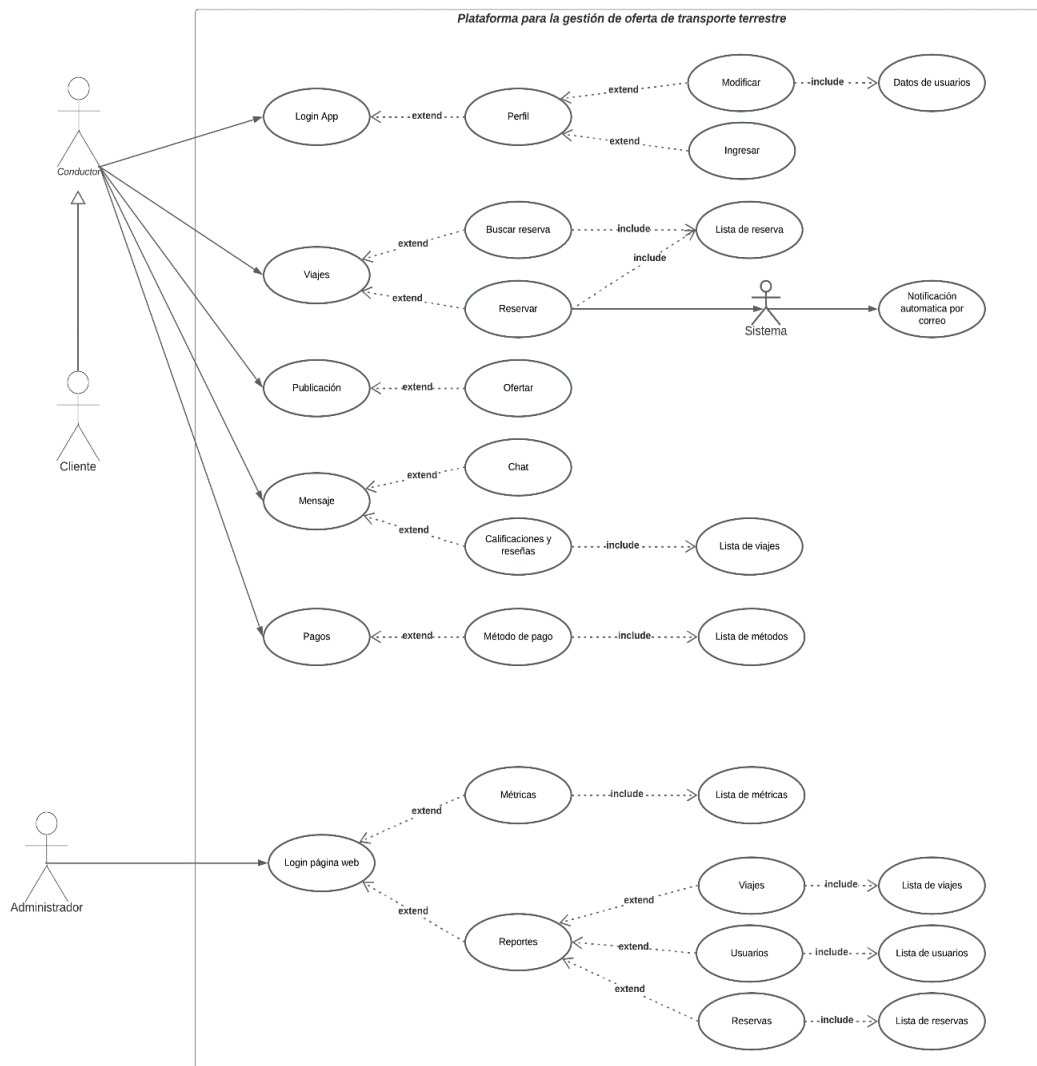 Plataforma para la gestión de oferta de transporte terrestre
Modificar
include
Datos de usuarios
extend
Login App
extend
Perfil
extend
Ingresar
Conductor
Buscar reserva
include
Lista de reserva
extend
include
Viajes
extend
Reservar
Sistema
Notificación
automatica por
correo
Publicación
extend
Ofertar
Cliente
Chat
extend
Mensaje
extend
Calificaciones y
reseñas
include
Lista de viajes
Pagos
extend
Método de pago
include
Lista de métodos
Métricas
include
Lista de métricas
extend
Login página web
Administrador
extend
Reportes
Viajes
include
Lista de viajes
extend
extend
Usuarios
include
Lista de usuarios
extend
Reservas
include
Lista de reservas